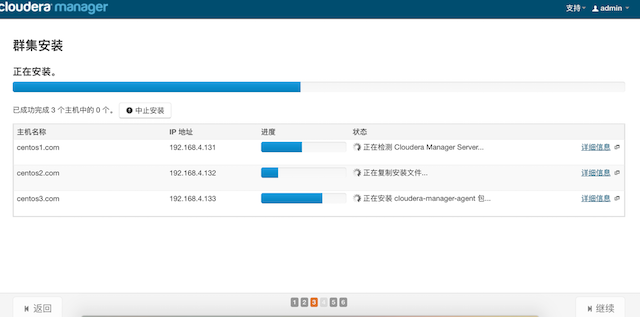 cloudera manager
支持 admin
群集安装
正在安装。
已成功完成 3 个主机中的 0 个。 中止安装
主机名称 IP 地址 进度 状态
centos1.com 192.168.4.131 正在检测 Cloudera Manager Server... 详细信息
centos2.com 192.168.4.132 正在复制安装文件... 详细信息
centos3.com 192.168.4.133 正在安装 cloudera-manager-agent 包... 详细信息
返回 1 2 3 4 5 6 继续